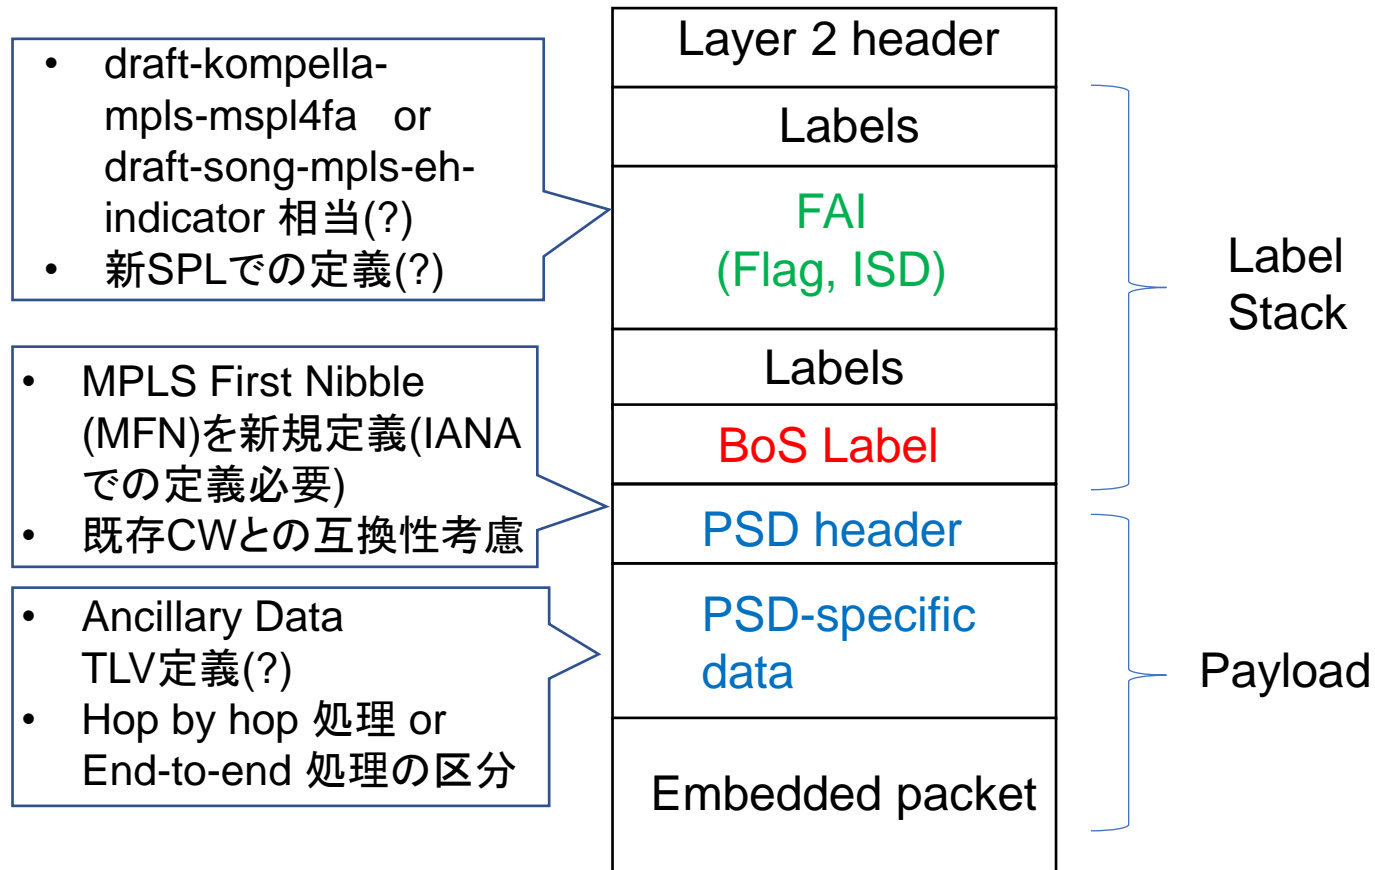 • draft-kompella-
mpls-mspl4fa or
draft-song-mpls-eh-
indicator 相当(?)
• 新SPLでの定義(?)
• MPLS First Nibble
(MFN)を新規定義(IANA
での定義必要)
• 既存CWとの互換性考慮
• Ancillary Data
TLV定義(?)
• Hop by hop 処理 or
End-to-end 処理の区分
Layer 2 header
Labels
FAI
(Flag, ISD)
Labels
BoS Label
PSD header
PSD-specific
data
Embedded packet
Label
Stack
Payload